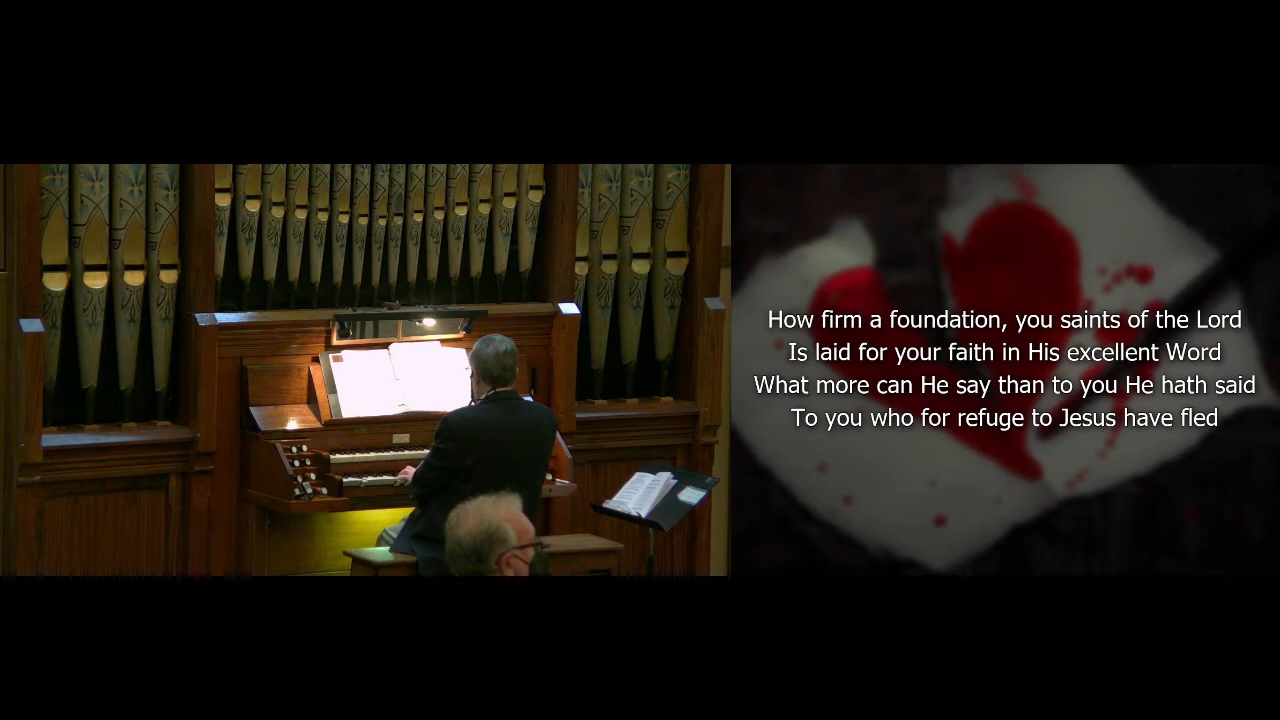 How firm a foundation, you saints of the Lord
Is laid for your faith in His excellent Word
What more can He say than to you He hath said
To you who for refuge to Jesus have fled